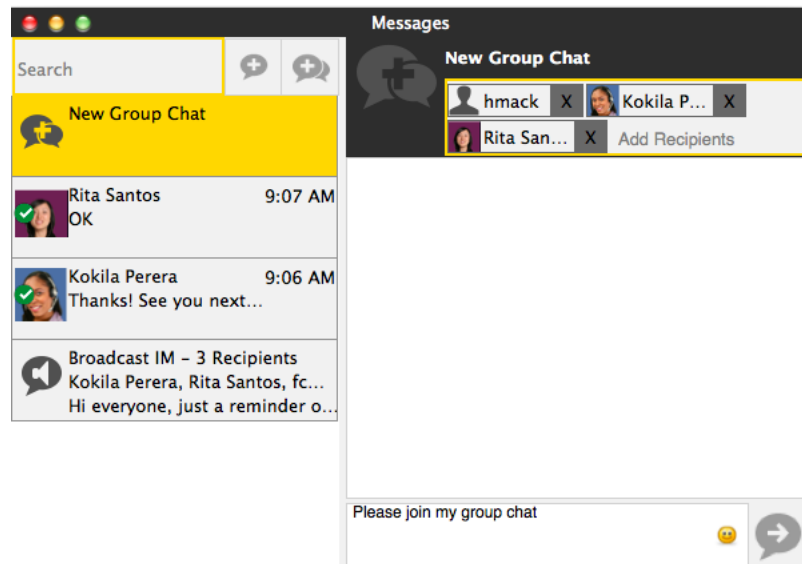 Messages
Search
New Group Chat
Rita Santos 9:07 AM
OK
Kokila Perera 9:06 AM
Thanks! See you next...
Broadcast IM – 3 Recipients
Kokila Perera, Rita Santos, fc...
Hi everyone, just a reminder o...
New Group Chat
hmack X Kokila P... X
Rita San... X Add Recipients
Please join my group chat